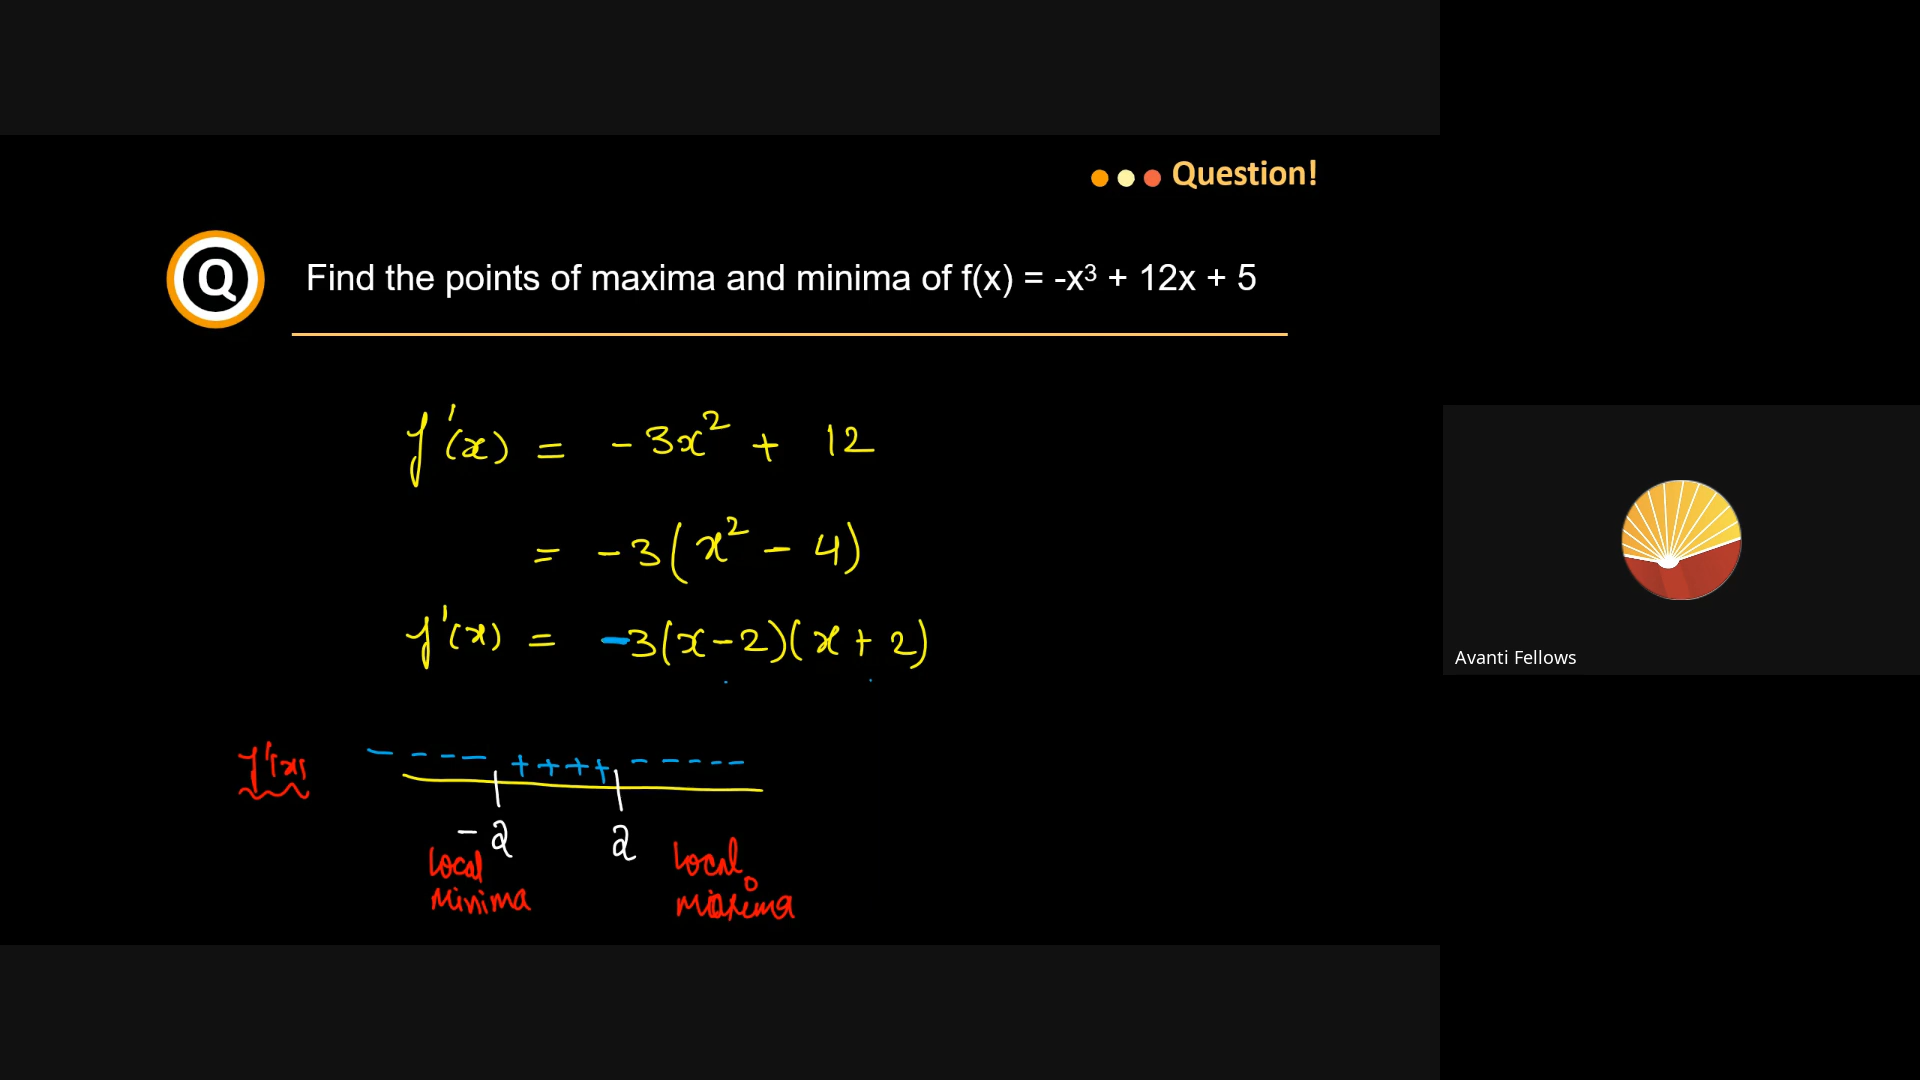 Question!
Q
Find the points of maxima and minima of f(x) = -x³ + 12x + 5
f'(x) = -3x² + 12
= -3(x² - 4)
f'(x) = -3(x-2)(x+2)
f'(x) - - - - + + + + - - - - -
-2 2
Local Local
Minima Maxima
Avanti Fellows